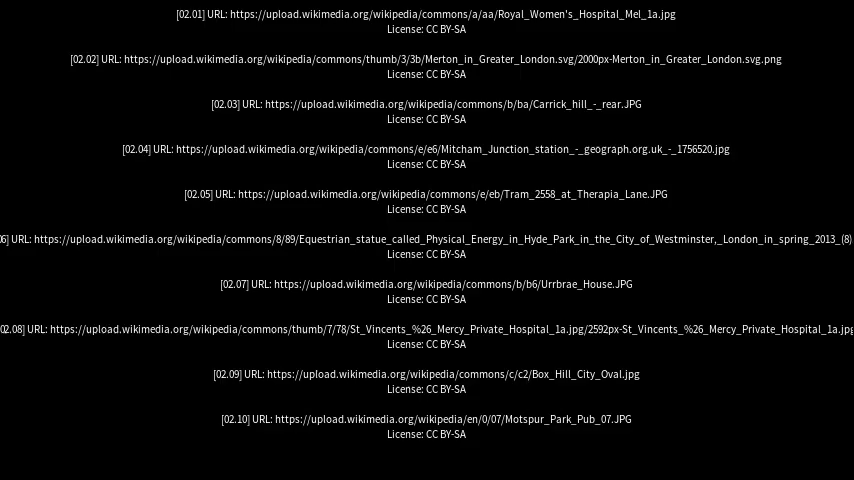 [02.01] URL: https://upload.wikimedia.org/wikipedia/commons/a/aa/Royal_Women's_Hospital_Mel_1a.jpg
License: CC BY-SA
[02.02] URL: https://upload.wikimedia.org/wikipedia/commons/thumb/3/3b/Merton_in_Greater_London.svg/2000px-Merton_in_Greater_London.svg.png
License: CC BY-SA
[02.03] URL: https://upload.wikimedia.org/wikipedia/commons/b/ba/Carrick_hill_-_rear.JPG
License: CC BY-SA
[02.04] URL: https://upload.wikimedia.org/wikipedia/commons/e/e6/Mitcham_Junction_station_-_geograph.org.uk_-_1756520.jpg
License: CC BY-SA
[02.05] URL: https://upload.wikimedia.org/wikipedia/commons/e/eb/Tram_2558_at_Therapia_Lane.JPG
License: CC BY-SA
6] URL: https://upload.wikimedia.org/wikipedia/commons/8/89/Equestrian_statue_called_Physical_Energy_in_Hyde_Park_in_the_City_of_Westminster,_London_in_spring_2013_(8)
License: CC BY-SA
[02.07] URL: https://upload.wikimedia.org/wikipedia/commons/b/b6/Urrbrae_House.JPG
License: CC BY-SA
02.08] URL: https://upload.wikimedia.org/wikipedia/commons/thumb/7/78/St_Vincents_%26_Mercy_Private_Hospital_1a.jpg/2592px-St_Vincents_%26_Mercy_Private_Hospital_1a.jpg
License: CC BY-SA
[02.09] URL: https://upload.wikimedia.org/wikipedia/commons/c/c2/Box_Hill_City_Oval.jpg
License: CC BY-SA
[02.10] URL: https://upload.wikimedia.org/wikipedia/en/0/07/Motspur_Park_Pub_07.JPG
License: CC BY-SA